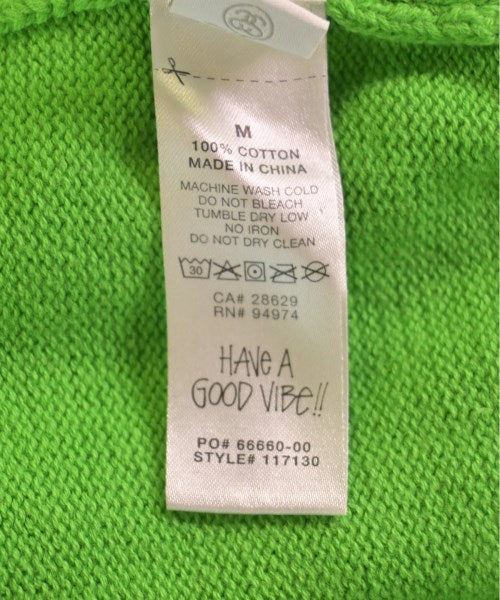 M
100% COTTON
MADE IN CHINA
MACHINE WASH COLD
DO NOT BLEACH
TUMBLE DRY LOW
NO IRON
DO NOT DRY CLEAN
30
CA# 28629
RN# 94974
HAVE A
GOOD VIBE!!
PO# 66660-00
STYLE# 117130